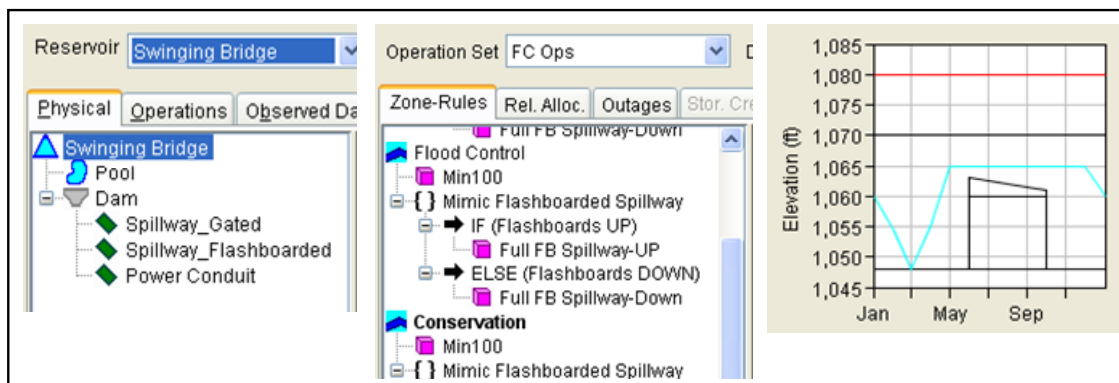 Reservoir Swinging Bridge
Physical Operations Observed Da
Swinging Bridge
Pool
Dam
Spillway_Gated
Spillway_Flashboarded
Power Conduit
Operation Set FC Ops D
Zone-Rules Rel. Alloc. Outages Stor. Cre
Full FB Spillway-Down
Flood Control
Min100
{ } Mimic Flashboarded Spillway
IF (Flashboards UP)
Full FB Spillway-UP
ELSE (Flashboards DOWN)
Full FB Spillway-Down
Conservation
Min100
{ } Mimic Flashboarded Spillway
Elevation (ft)
1,085
1,080
1,075
1,070
1,065
1,060
1,055
1,050
1,045
Jan May Sep